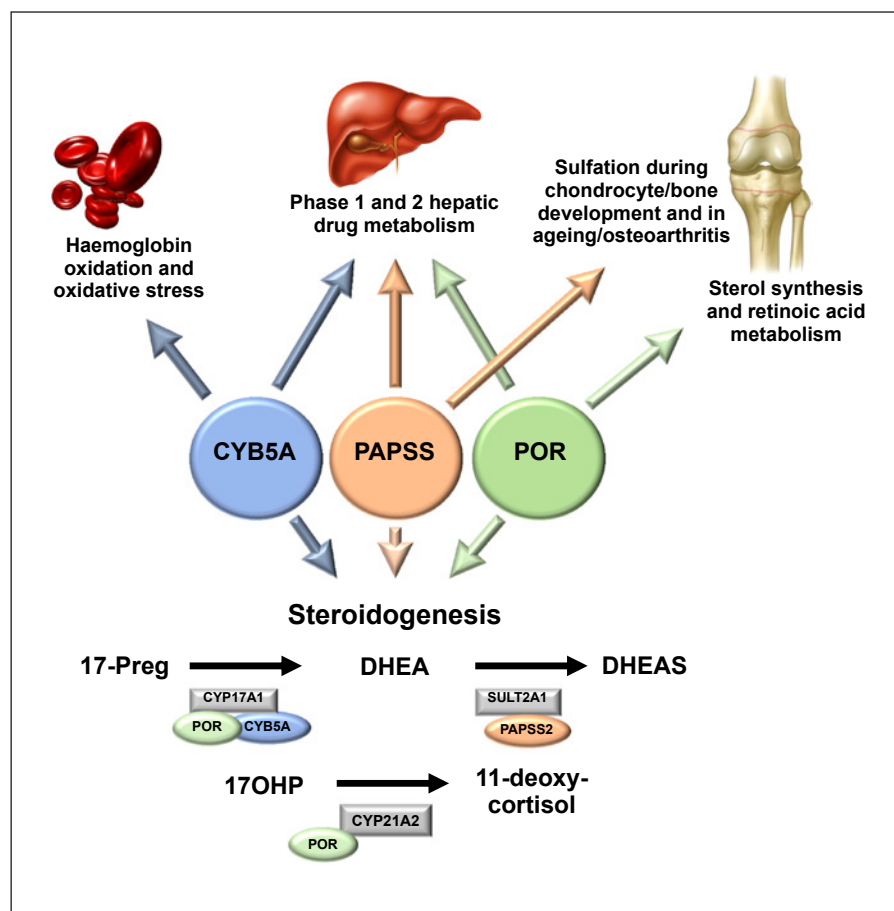 Phase 1 and 2 hepatic
drug metabolism
Sulfation during
chondrocyte/bone
development and in
ageing/osteoarthritis
Haemoglobin
oxidation and
oxidative stress
Sterol synthesis
and retinoic acid
metabolism
CYB5A
PAPSS
POR
Steroidogenesis
17-Preg
DHEA
DHEAS
CYP17A1
POR
CYB5A
SULT2A1
PAPSS2
17OHP
11-deoxy-
cortisol
CYP21A2
POR